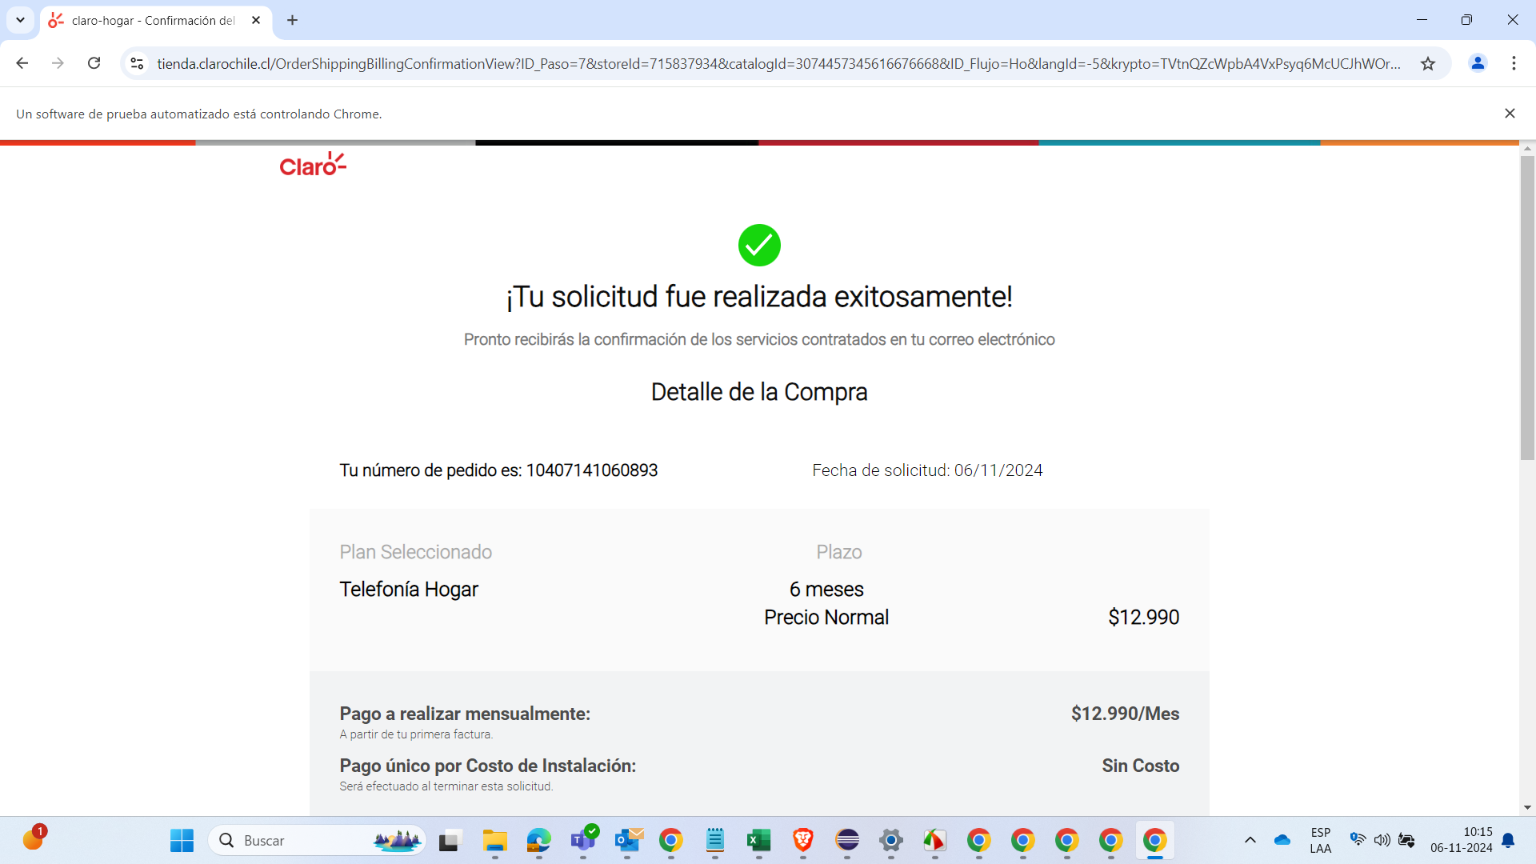 claro-hogar - Confirmación del
tienda.clarochile.cl/OrderShippingBillingConfirmationView?ID_Paso=7&storeId=715837934&catalogId=3074457345616676668&ID_Flujo=Ho&langId=-5&krypto=TVtnQZcWpbA4VxPsyq6McUCJhWOr...
Un software de prueba automatizado está controlando Chrome.
Claro
¡Tu solicitud fue realizada exitosamente!
Pronto recibirás la confirmación de los servicios contratados en tu correo electrónico
Detalle de la Compra
Tu número de pedido es: 10407141060893
Fecha de solicitud: 06/11/2024
Plan Seleccionado
Plazo
Telefonía Hogar
6 meses
Precio Normal
$12.990
Pago a realizar mensualmente:
$12.990/Mes
A partir de tu primera factura.
Pago único por Costo de Instalación:
Sin Costo
Será efectuado al terminar esta solicitud.
1
Buscar
ESP
LAA
10:15
06-11-2024